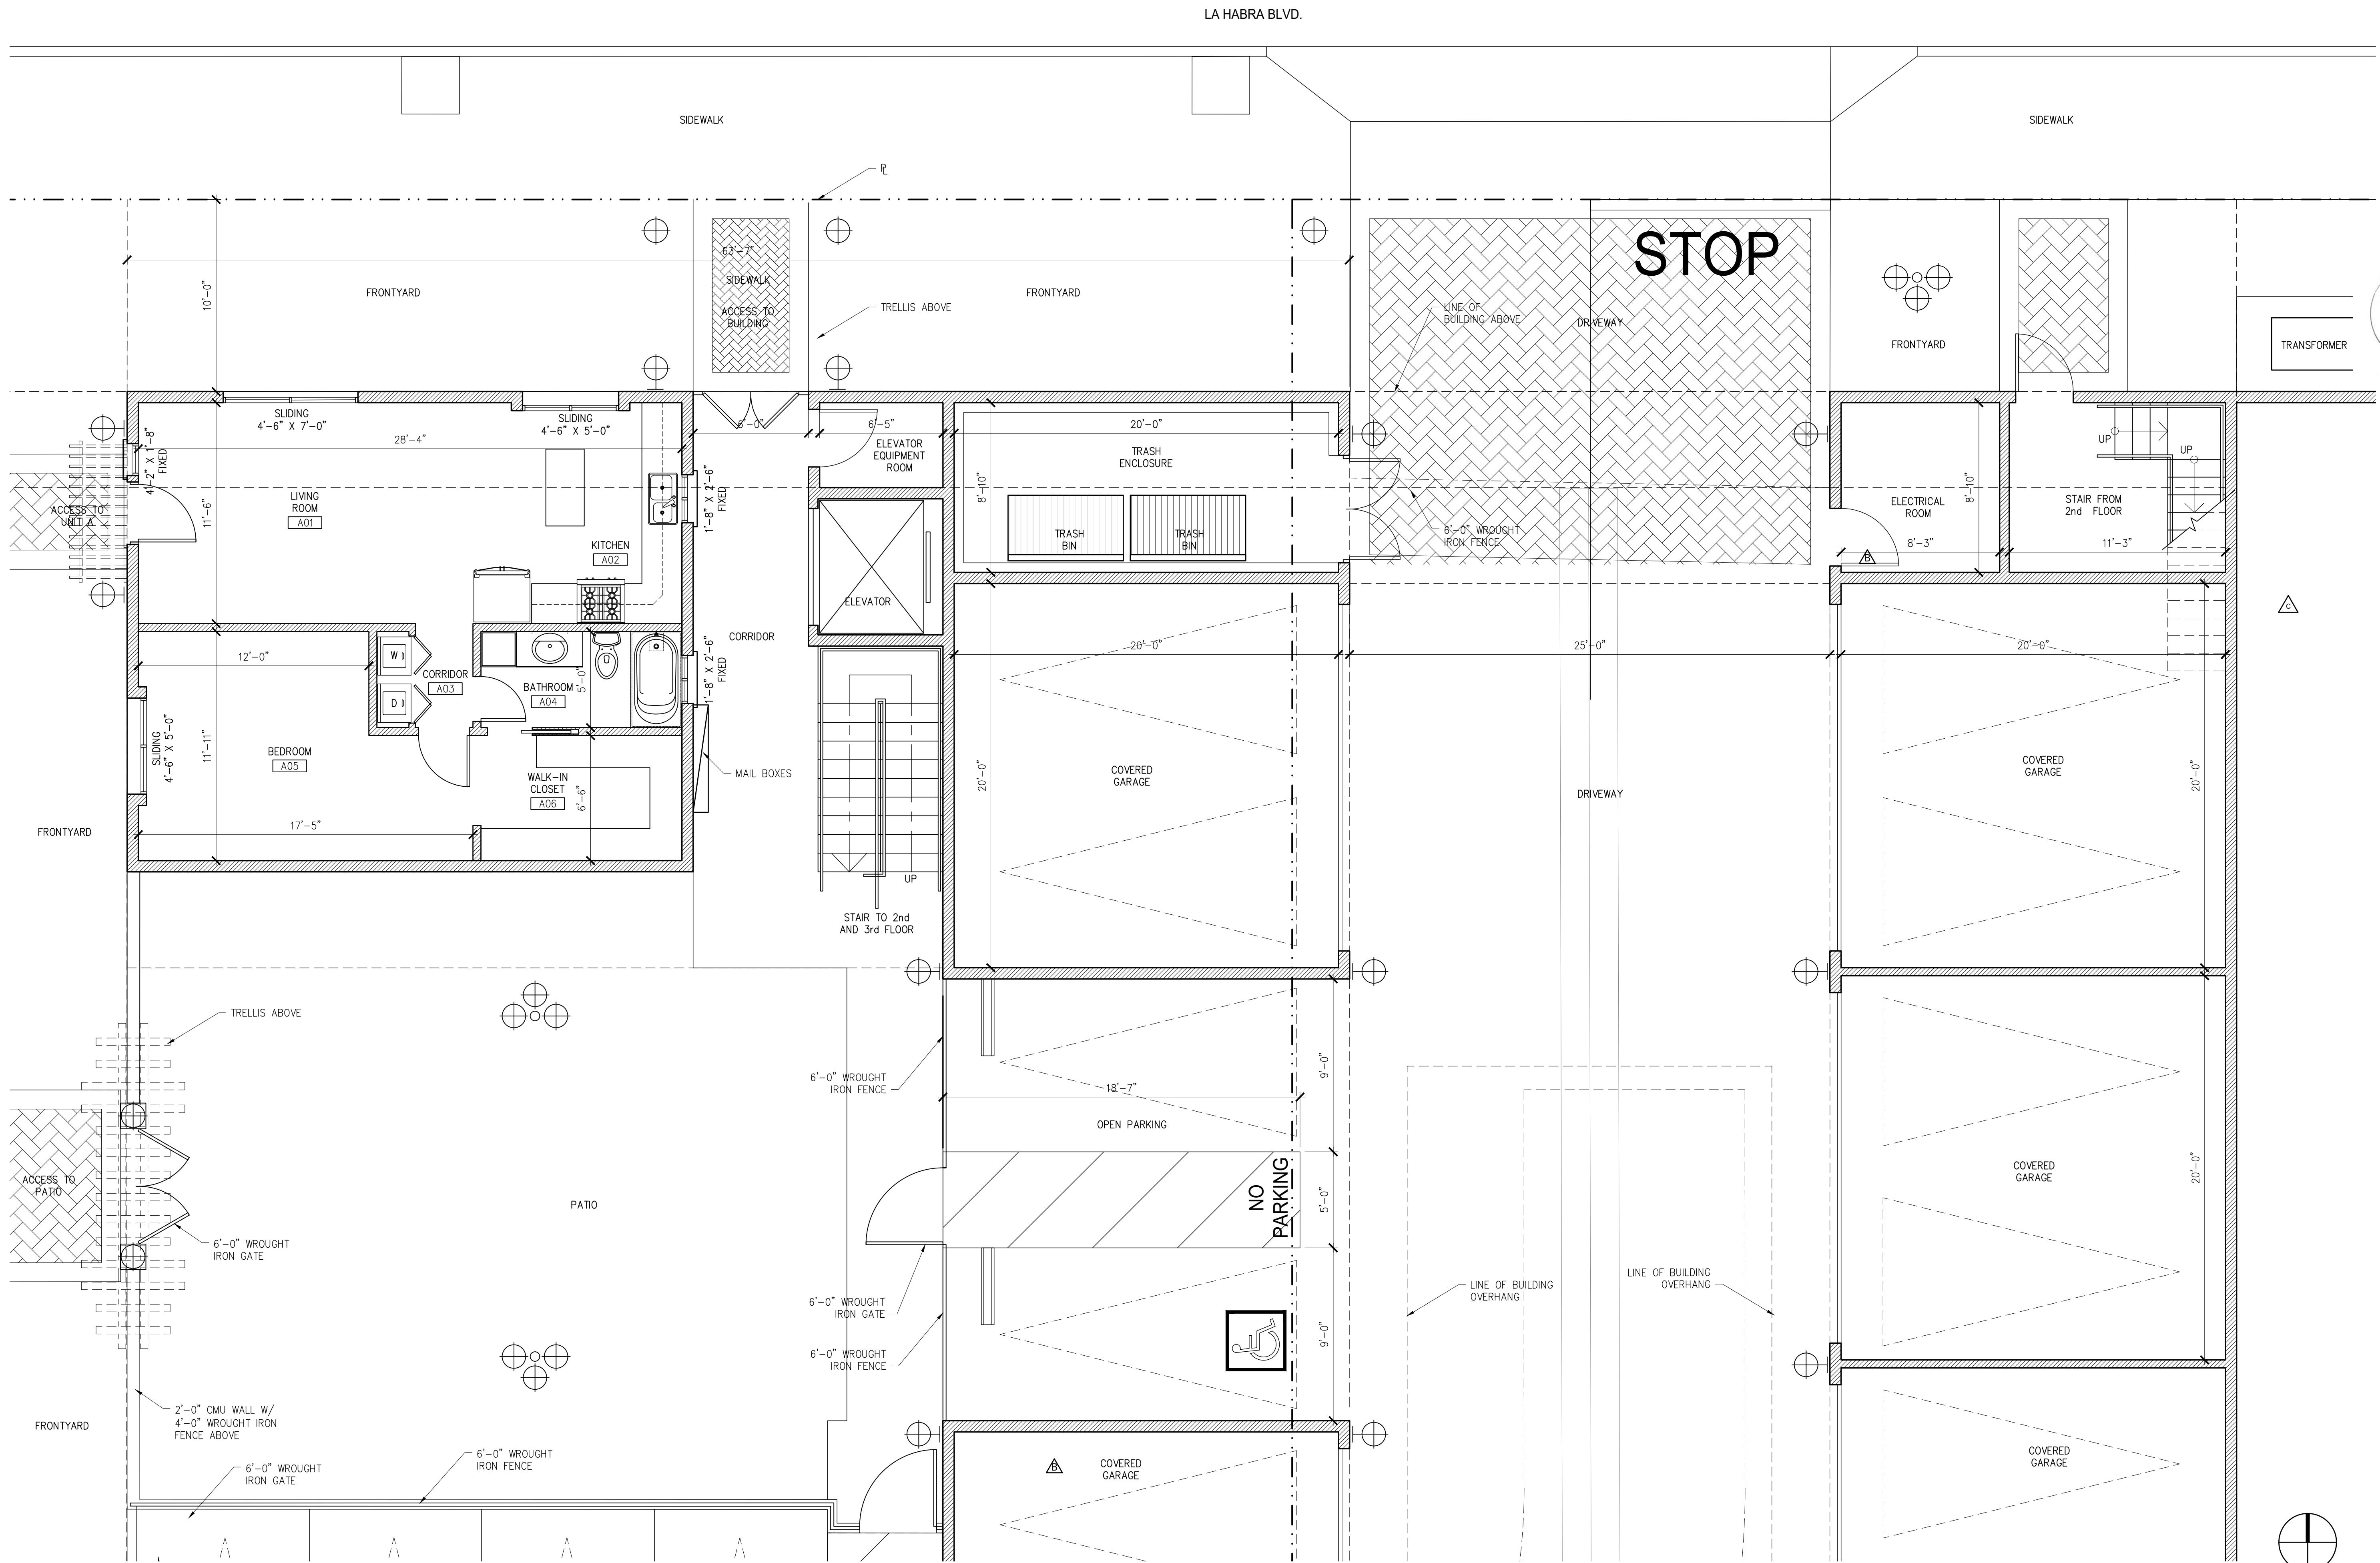 LA HABRA BLVD.
SIDEWALK
SIDEWALK
PL
63'-7"
10'-0"
FRONTYARD
SIDEWALK
ACCESS TO
BUILDING
TRELLIS ABOVE
FRONTYARD
STOP
LINE OF
BUILDING ABOVE
DRIVEWAY
FRONTYARD
TRANSFORMER
SLIDING
4'-6" X 7'-0"
SLIDING
4'-6" X 5'-0"
28'-4"
4'-2" X 1'-8"
FIXED
6'-0"
6'-5"
ELEVATOR
EQUIPMENT
ROOM
20'-0"
TRASH
ENCLOSURE
8'-10"
TRASH
BIN
TRASH
BIN
6'-0" WROUGHT
IRON FENCE
UP
UP
ELECTRICAL
ROOM
8'-10"
STAIR FROM
2nd FLOOR
8'-3"
B
11'-3"
ACCESS TO
UNIT A
11'-6"
LIVING
ROOM
A01
KITCHEN
A02
1'-8" X 2'-6"
FIXED
ELEVATOR
C
12'-0"
W
D
CORRIDOR
A03
BATHROOM
A04
5'-0"
1'-8" X 2'-6"
FIXED
CORRIDOR
20'-0"
25'-0"
20'-0"
SLIDING
4'-6" X 5'-0"
11'-11"
BEDROOM
A05
WALK-IN
CLOSET
A06
6'-6"
MAIL BOXES
17'-5"
FRONTYARD
UP
STAIR TO 2nd
AND 3rd FLOOR
20'-0"
COVERED
GARAGE
DRIVEWAY
COVERED
GARAGE
20'-0"
TRELLIS ABOVE
6'-0" WROUGHT
IRON FENCE
18'-7"
9'-0"
OPEN PARKING
ACCESS TO
PATIO
PATIO
NO
PARKING
5'-0"
COVERED
GARAGE
20'-0"
6'-0" WROUGHT
IRON GATE
6'-0" WROUGHT
IRON GATE
6'-0" WROUGHT
IRON FENCE
9'-0"
LINE OF BUILDING
OVERHANG
LINE OF BUILDING
OVERHANG
2'-0" CMU WALL W/
4'-0" WROUGHT IRON
FENCE ABOVE
FRONTYARD
6'-0" WROUGHT
IRON GATE
6'-0" WROUGHT
IRON FENCE
B
COVERED
GARAGE
COVERED
GARAGE